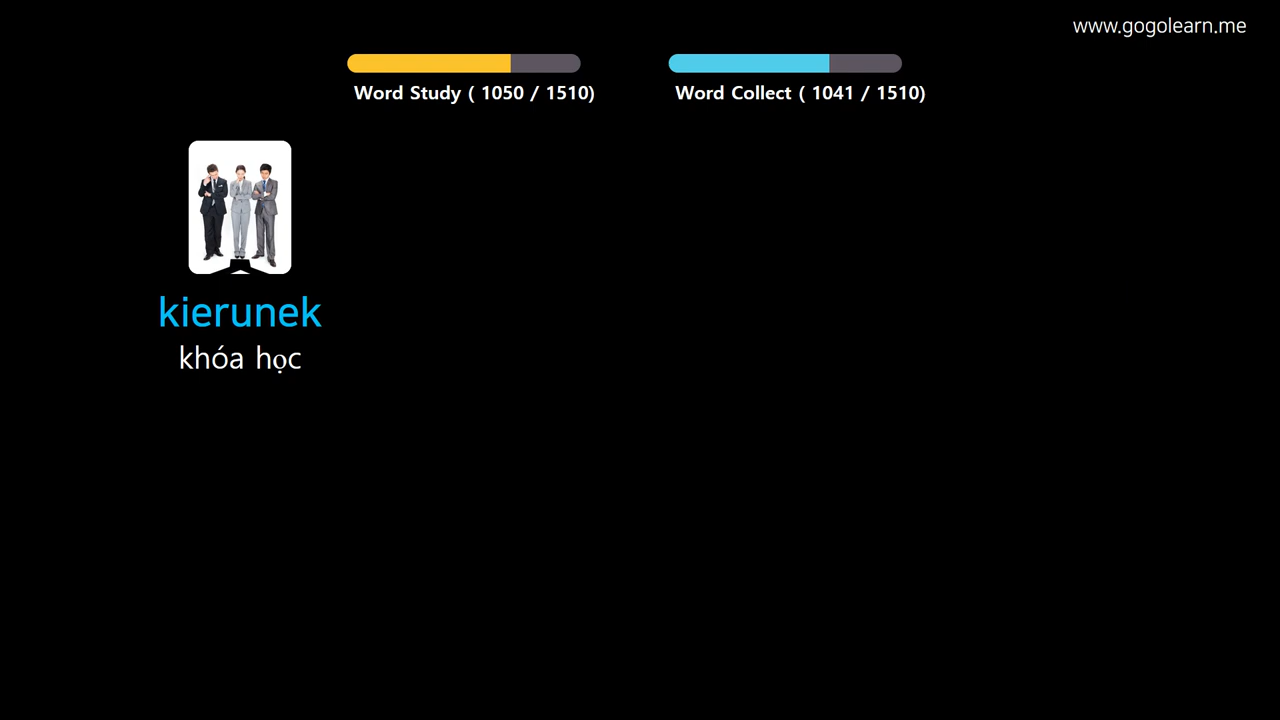 www.gogolearn.me
Word Study ( 1050 / 1510)
Word Collect ( 1041 / 1510)
kierunek
khóa học